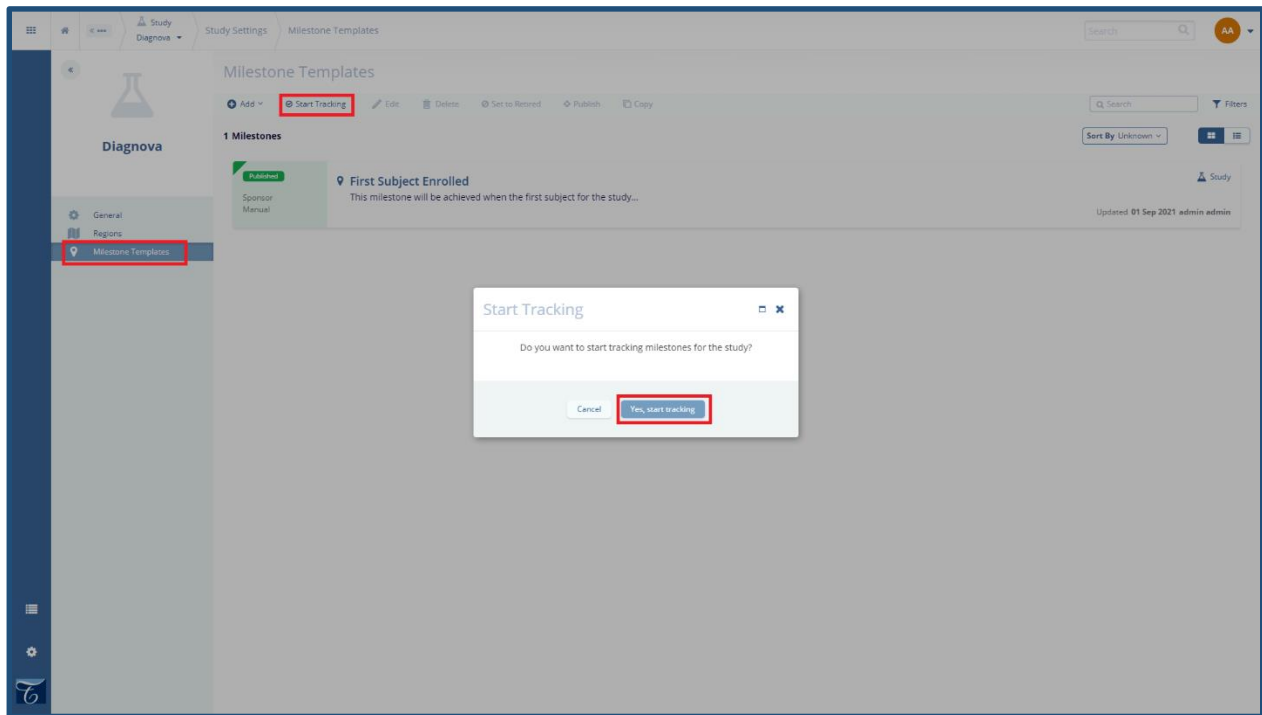 Study
Diagnova
Study Settings
Milestone Templates
Search
AA
Milestone Templates
Add
Start Tracking
Edit
Delete
Set to Retired
Publish
Copy
Search
Filters
Diagnova
1 Milestones
Sort By Unknown
Published
First Subject Enrolled
Study
Sponsor
This milestone will be achieved when the first subject for the study...
Manual
Updated 01 Sep 2021 admin admin
General
Regions
Milestone Templates
Start Tracking
Do you want to start tracking milestones for the study?
Cancel
Yes, start tracking